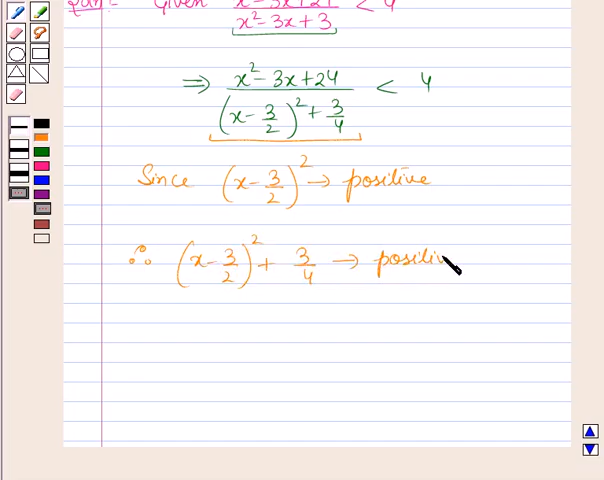 Given x² - 3x + 24 / x² - 3x + 3 < 4
⇒ x² - 3x + 24 / (x - 3/2)² + 3/4 < 4
Since (x - 3/2)² → positive
∴ (x - 3/2)² + 3/4 → positiv